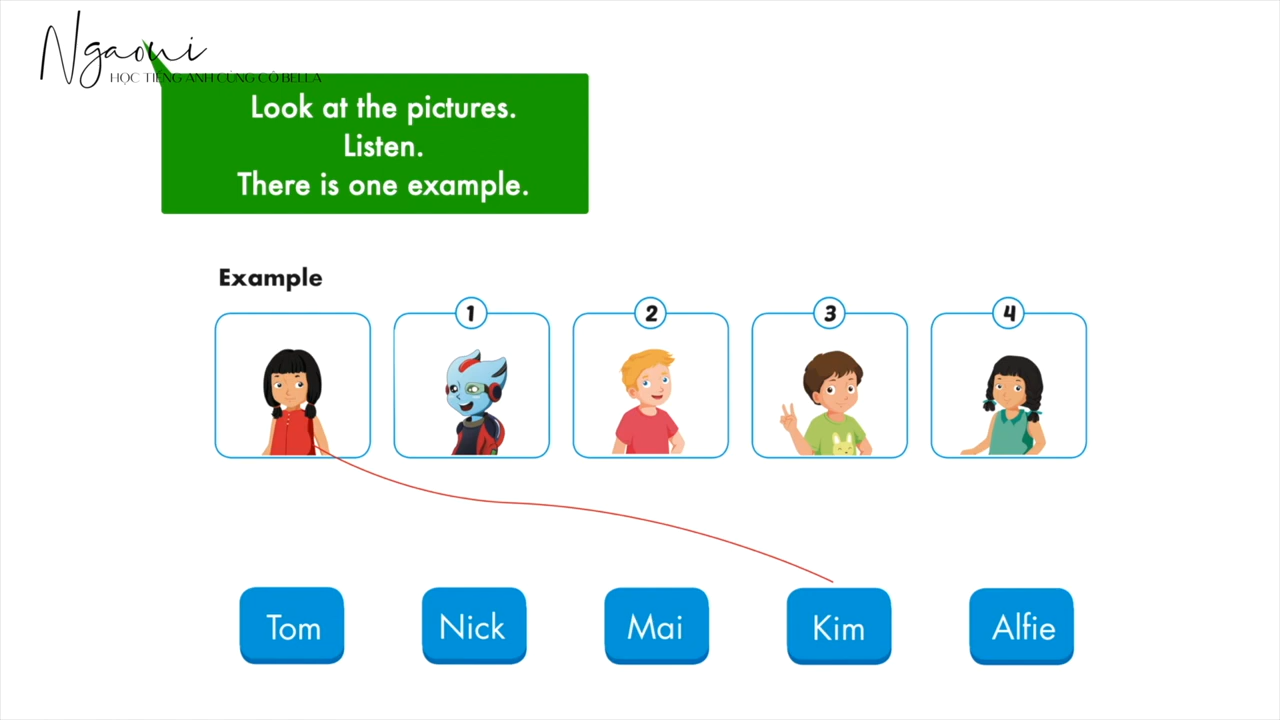 Ngaoni
HỌC TIẾNG ANH CÙNG CÔ BELLA
Look at the pictures.
Listen.
There is one example.
Example
1
2
3
4
Tom
Nick
Mai
Kim
Alfie